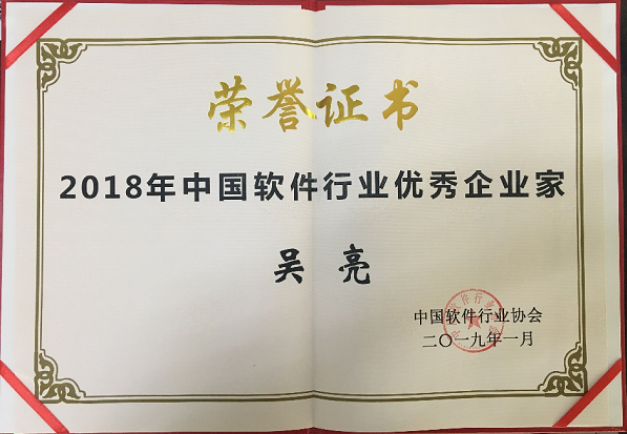 荣誉证书
2018年中国软件行业优秀企业家
吴亮
中国软件行业协会
二〇一九年一月